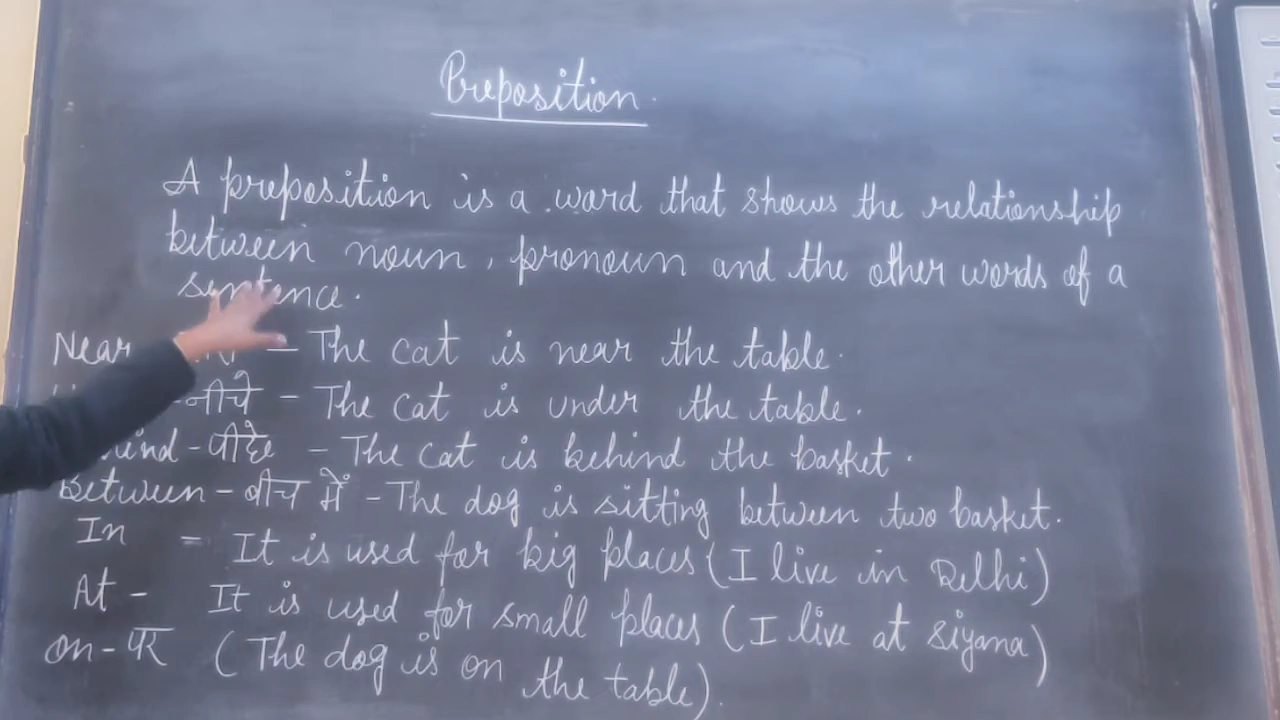 Preposition.
A preposition is a word that shows the relationship
between noun, pronoun and the other words of a
sentence.
Near – The cat is near the table.
- नीचे - The cat is under the table.
- पीछे - The cat is behind the basket.
Between - बीच में - The dog is sitting between two basket.
In - It is used for big places (I live in Delhi)
At - It is used for small places (I live at Siyana)
on - पर (The dog is on the table).